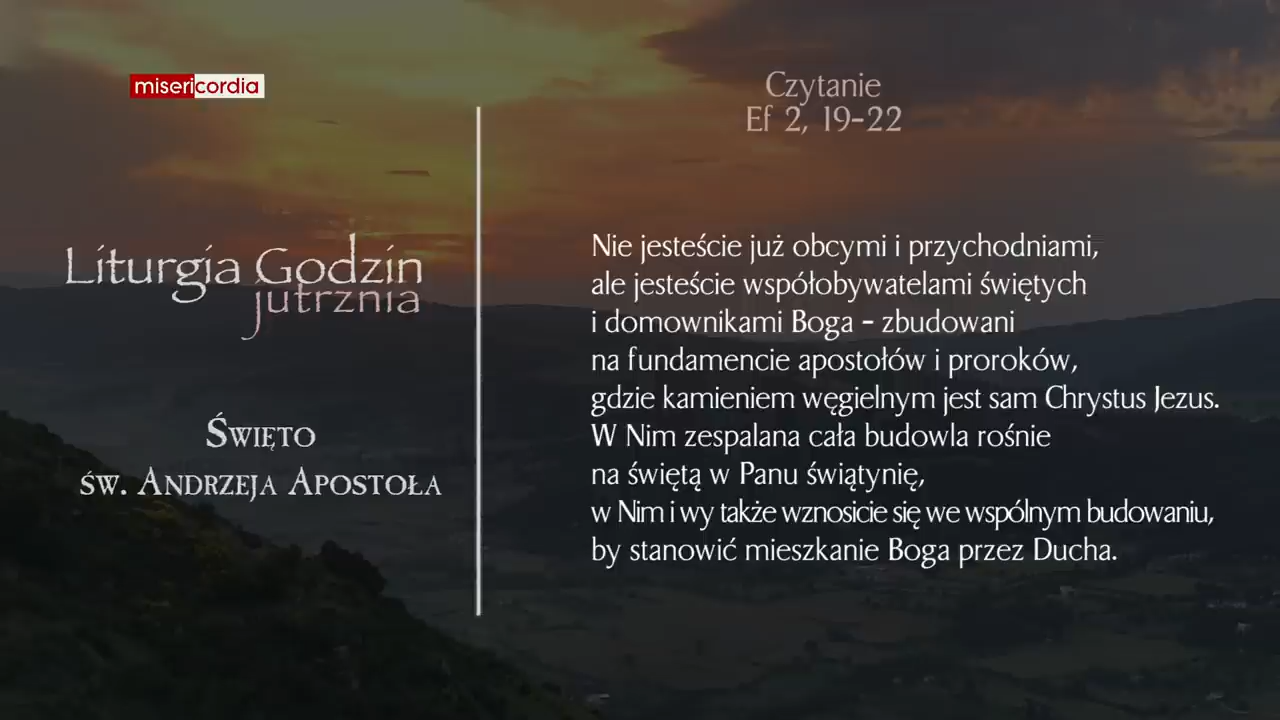 misericordia
Liturgia Godzin
jutrznia
Święto
św. Andrzeja Apostoła
Czytanie
Ef 2, 19-22
Nie jesteście już obcymi i przychodniami,
ale jesteście współobywatelami świętych
i domownikami Boga - zbudowani
na fundamencie apostołów i proroków,
gdzie kamieniem węgielnym jest sam Chrystus Jezus.
W Nim zespalana cała budowla rośnie
na świętą w Panu świątynię,
w Nim i wy także wznosicie się we wspólnym budowaniu,
by stanowić mieszkanie Boga przez Ducha.